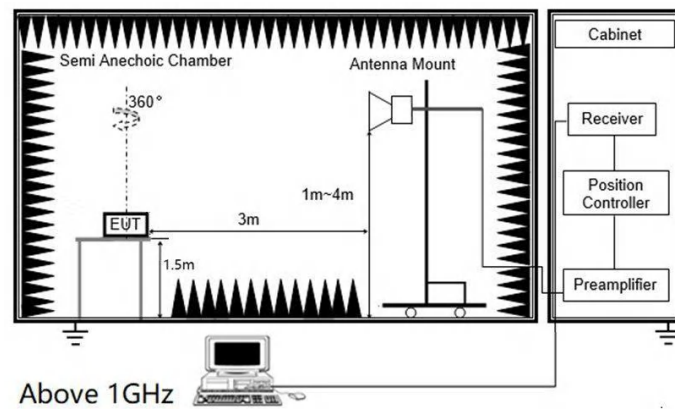 Cabinet
Semi Anechoic Chamber
Antenna Mount
360°
Receiver
1m~4m
Position
Controller
EUT
3m
1.5m
Preamplifier
Above 1GHz